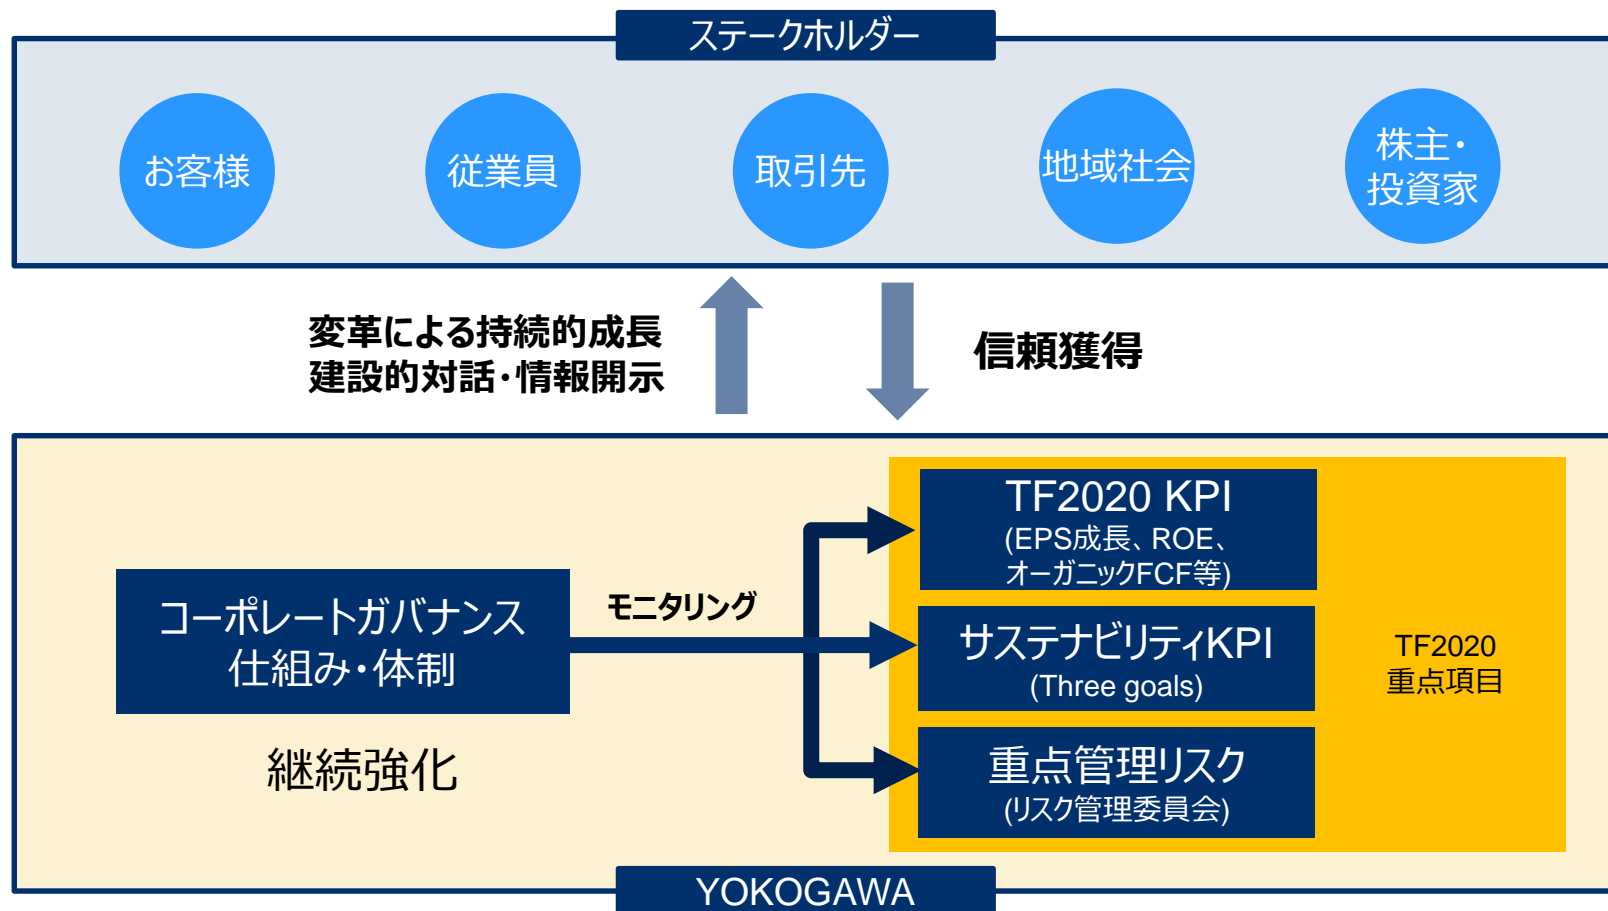 ステークホルダー
お客様
従業員
取引先
地域社会
株主・
投資家
変革による持続的成長
建設的対話・情報開示
信頼獲得
コーポレートガバナンス
仕組み・体制
継続強化
モニタリング
TF2020 KPI
(EPS成長、ROE、
オーガニックFCF等)
サステナビリティKPI
(Three goals)
重点管理リスク
(リスク管理委員会)
TF2020
重点項目
YOKOGAWA